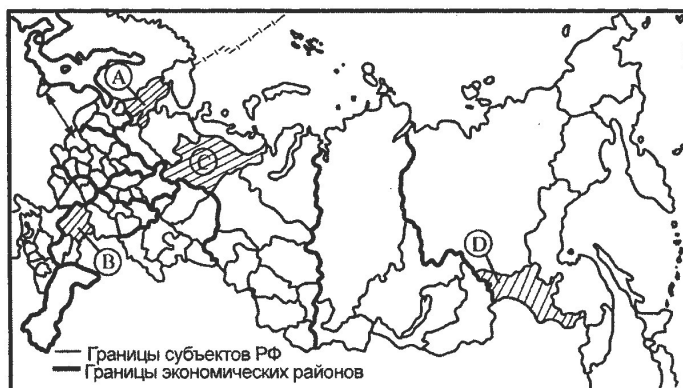 A
C
B
D
Границы субъектов РФ
Границы экономических районов